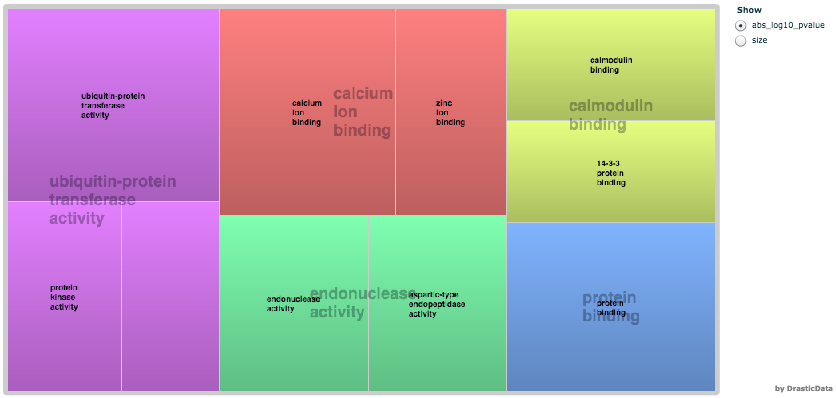 Show
abs_log10_pvalue
size
ubiquitin-protein
transferase
activity
ubiquitin-protein
transferase
activity
protein
kinase
activity
calcium
ion
binding
calcium
ion
binding
zinc
ion
binding
endonuclease
activity
endonuclease
activity
aspartic-type
endopeptidase
activity
calmodulin
binding
calmodulin
binding
14-3-3
protein
binding
protein
binding
protein
binding
by DrasticData